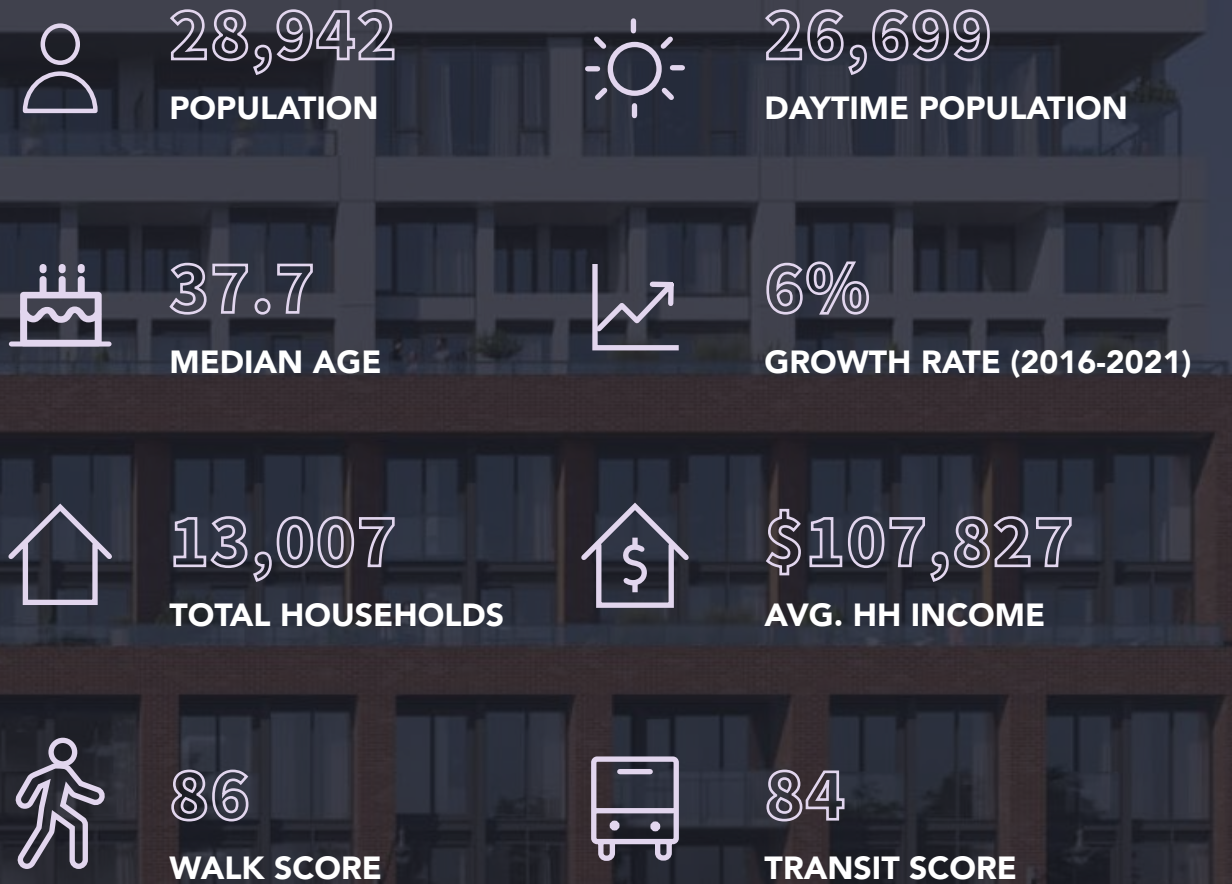 28,942
POPULATION
26,699
DAYTIME POPULATION
37.7
MEDIAN AGE
6%
GROWTH RATE (2016-2021)
13,007
TOTAL HOUSEHOLDS
$107,827
AVG. HH INCOME
86
WALK SCORE
84
TRANSIT SCORE